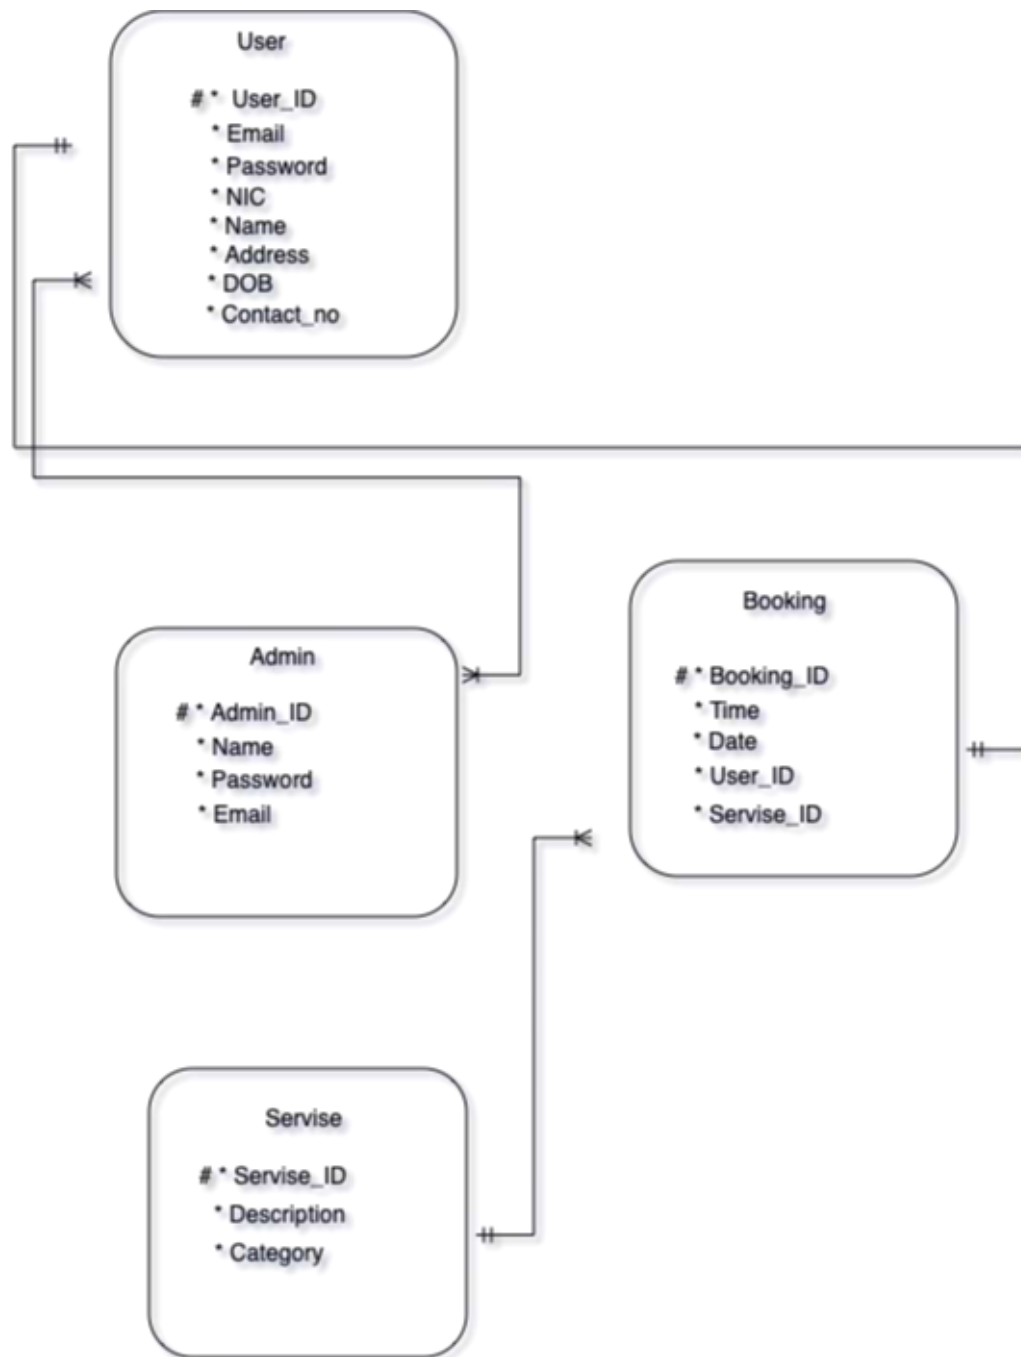 User
# * User_ID
* Email
* Password
* NIC
* Name
* Address
* DOB
* Contact_no
Booking
# * Booking_ID
* Time
* Date
* User_ID
* Servise_ID
Admin
# * Admin_ID
* Name
* Password
* Email
Servise
# * Servise_ID
* Description
* Category